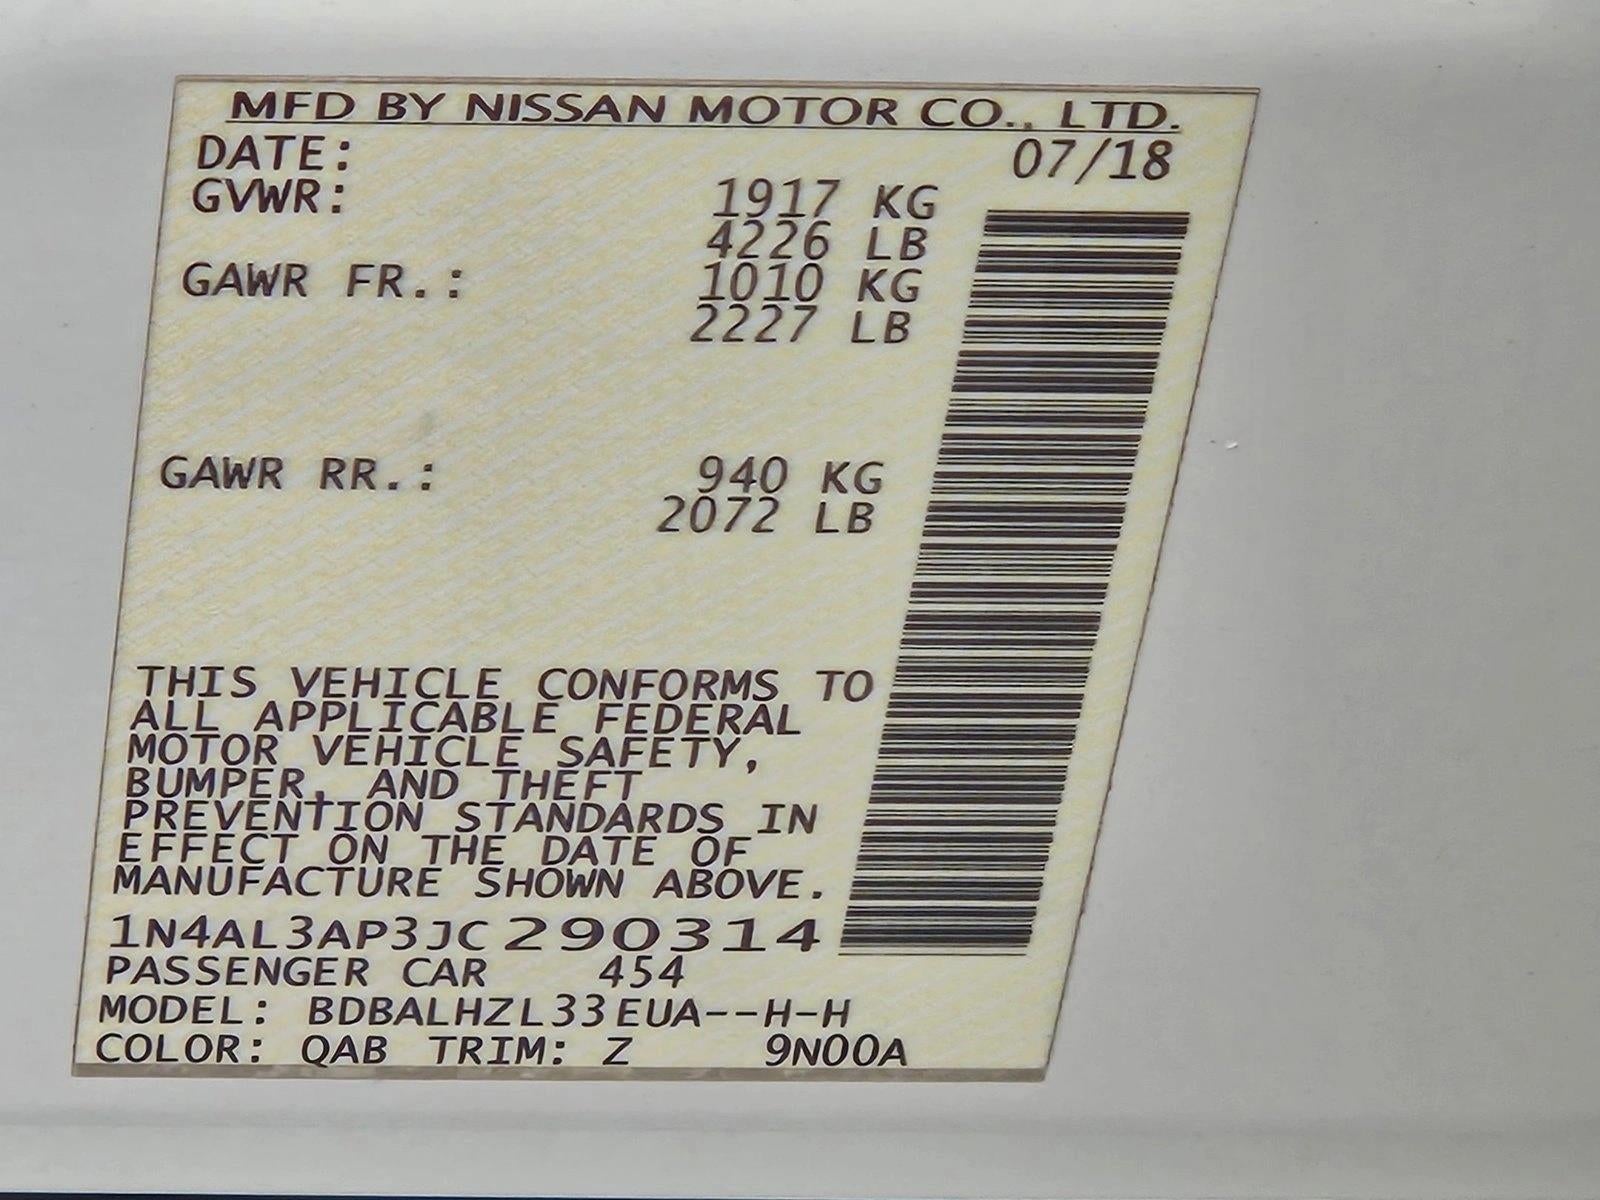 MFD BY NISSAN MOTOR CO., LTD.
DATE: 07/18
GVWR: 1917 KG
4226 LB
GAWR FR.: 1010 KG
2227 LB
GAWR RR.: 940 KG
2072 LB
THIS VEHICLE CONFORMS TO
ALL APPLICABLE FEDERAL
MOTOR VEHICLE SAFETY,
BUMPER, AND THEFT
PREVENTION STANDARDS IN
EFFECT ON THE DATE OF
MANUFACTURE SHOWN ABOVE.
1N4AL3AP3JC290314
PASSENGER CAR 454
MODEL: BDBALHZL33EUA--H-H
COLOR: QAB TRIM: Z 9N00A